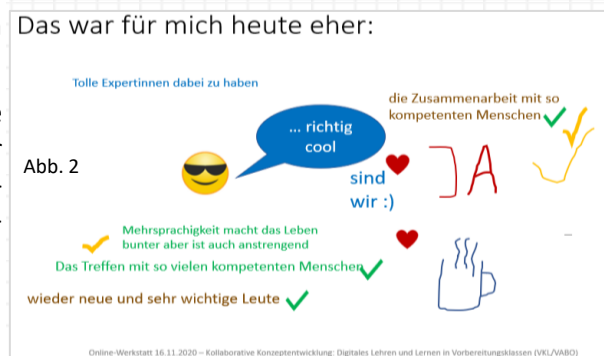 Das war für mich heute eher:
Tolle Expertinnen dabei zu haben
die Zusammenarbeit mit so
kompetenten Menschen
... richtig
cool
Abb. 2
sind
wir :)
JA
Mehrsprachigkeit macht das Leben
bunter aber ist auch anstrengend
Das Treffen mit so vielen kompetenten Menschen
wieder neue und sehr wichtige Leute
Online-Werkstatt 16.11.2020 – Kollaborative Konzeptentwicklung: Digitales Lehren und Lernen in Vorbereitungsklassen (VKL/VABO)